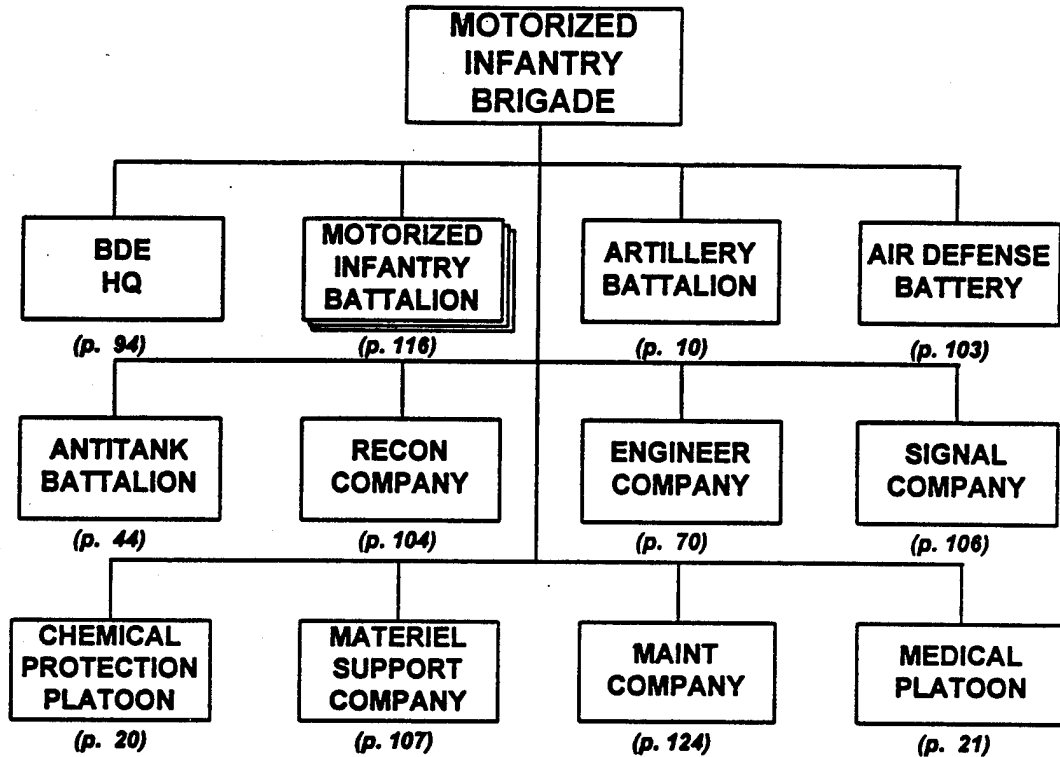 MOTORIZED
INFANTRY
BRIGADE
BDE
HQ
(p. 94)
MOTORIZED
INFANTRY
BATTALION
(p. 116)
ARTILLERY
BATTALION
(p. 10)
AIR DEFENSE
BATTERY
(p. 103)
ANTITANK
BATTALION
(p. 44)
RECON
COMPANY
(p. 104)
ENGINEER
COMPANY
(p. 70)
SIGNAL
COMPANY
(p. 106)
CHEMICAL
PROTECTION
PLATOON
(p. 20)
MATERIEL
SUPPORT
COMPANY
(p. 107)
MAINT
COMPANY
(p. 124)
MEDICAL
PLATOON
(p. 21)